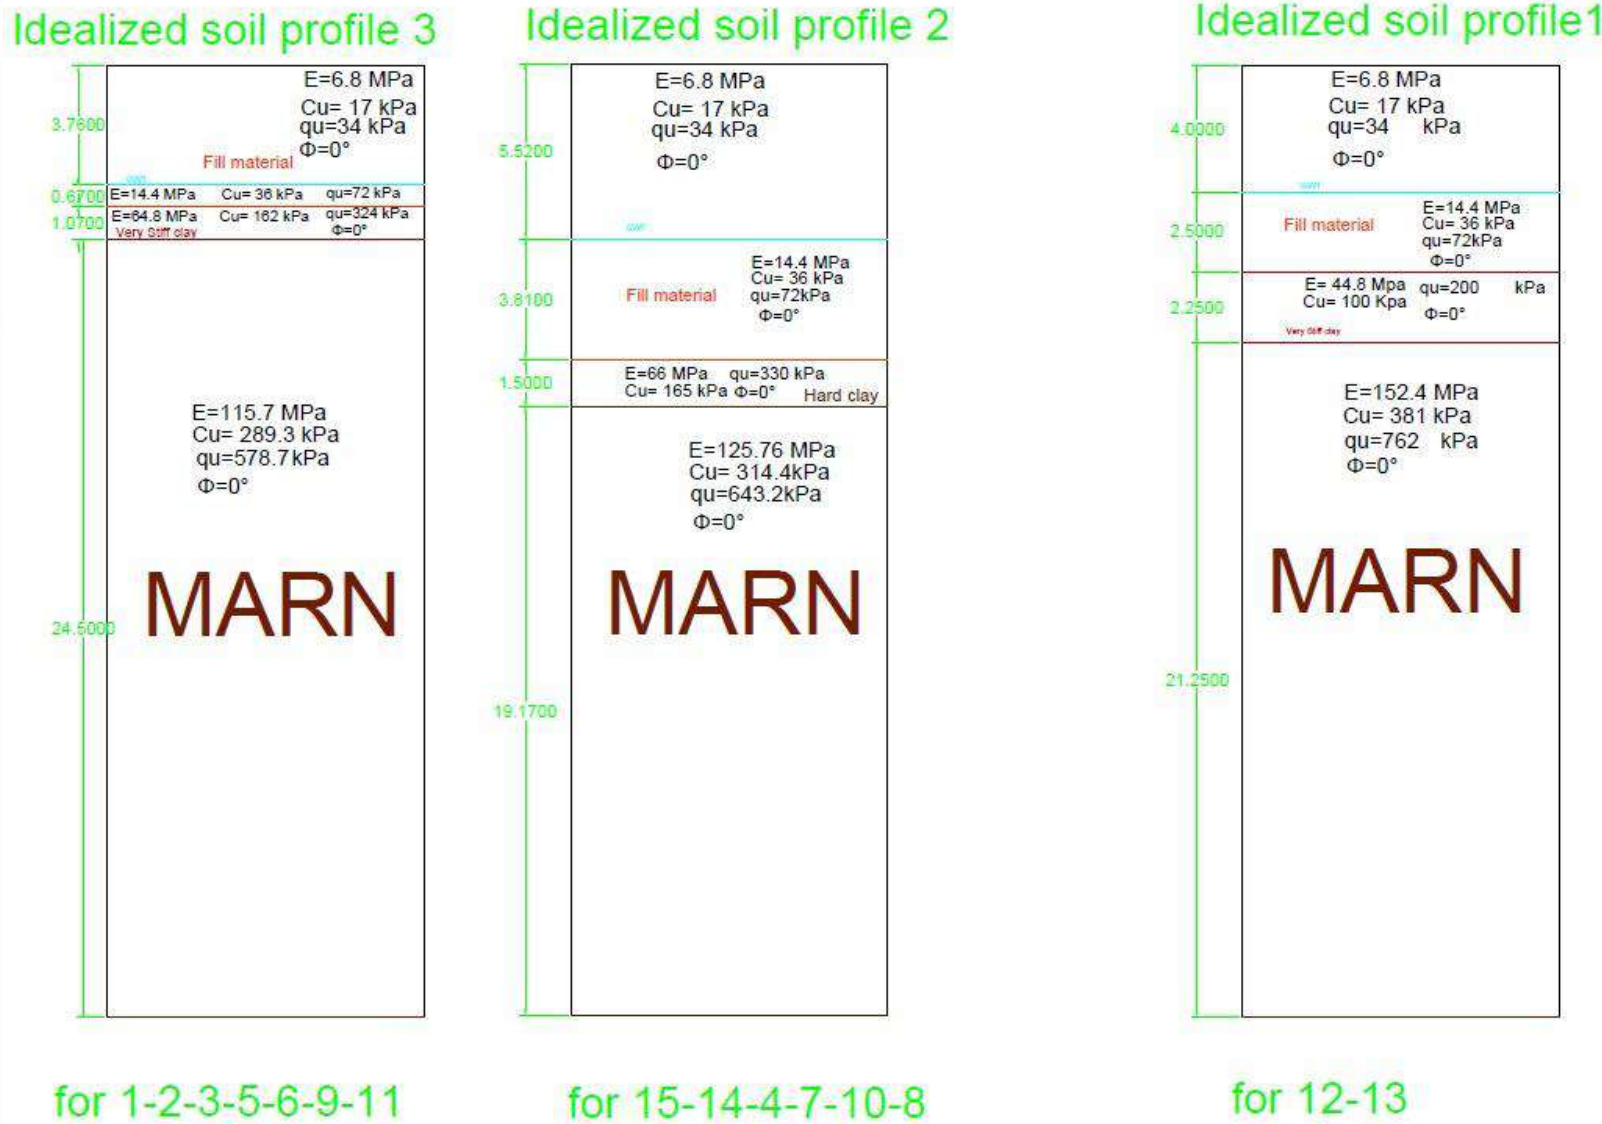 Idealized soil profile 3
E=6.8 MPa
Cu= 17 kPa
qu=34 kPa
Φ=0°
3.7600
Fill material
GWT
0.6700
E=14.4 MPa Cu= 36 kPa qu=72 kPa
1.0700
E=64.8 MPa Cu= 162 kPa qu=324 kPa
Very Stiff clay Φ=0°
E=115.7 MPa
Cu= 289.3 kPa
qu=578.7kPa
Φ=0°
MARN
24.5000
for 1-2-3-5-6-9-11
Idealized soil profile 2
E=6.8 MPa
Cu= 17 kPa
qu=34 kPa
Φ=0°
5.5200
GWT
E=14.4 MPa
Cu= 36 kPa
qu=72kPa
Φ=0°
Fill material
3.8100
E=66 MPa qu=330 kPa
Cu= 165 kPa Φ=0° Hard clay
1.5000
E=125.76 MPa
Cu= 314.4kPa
qu=643.2kPa
Φ=0°
MARN
19.1700
for 15-14-4-7-10-8
Idealized soil profile1
E=6.8 MPa
Cu= 17 kPa
qu=34 kPa
Φ=0°
4.0000
GWT
E=14.4 MPa
Cu= 36 kPa
qu=72kPa
Φ=0°
Fill material
2.5000
E= 44.8 Mpa qu=200 kPa
Cu= 100 Kpa Φ=0°
2.2500
Very Stiff clay
E=152.4 MPa
Cu= 381 kPa
qu=762 kPa
Φ=0°
MARN
21.2500
for 12-13